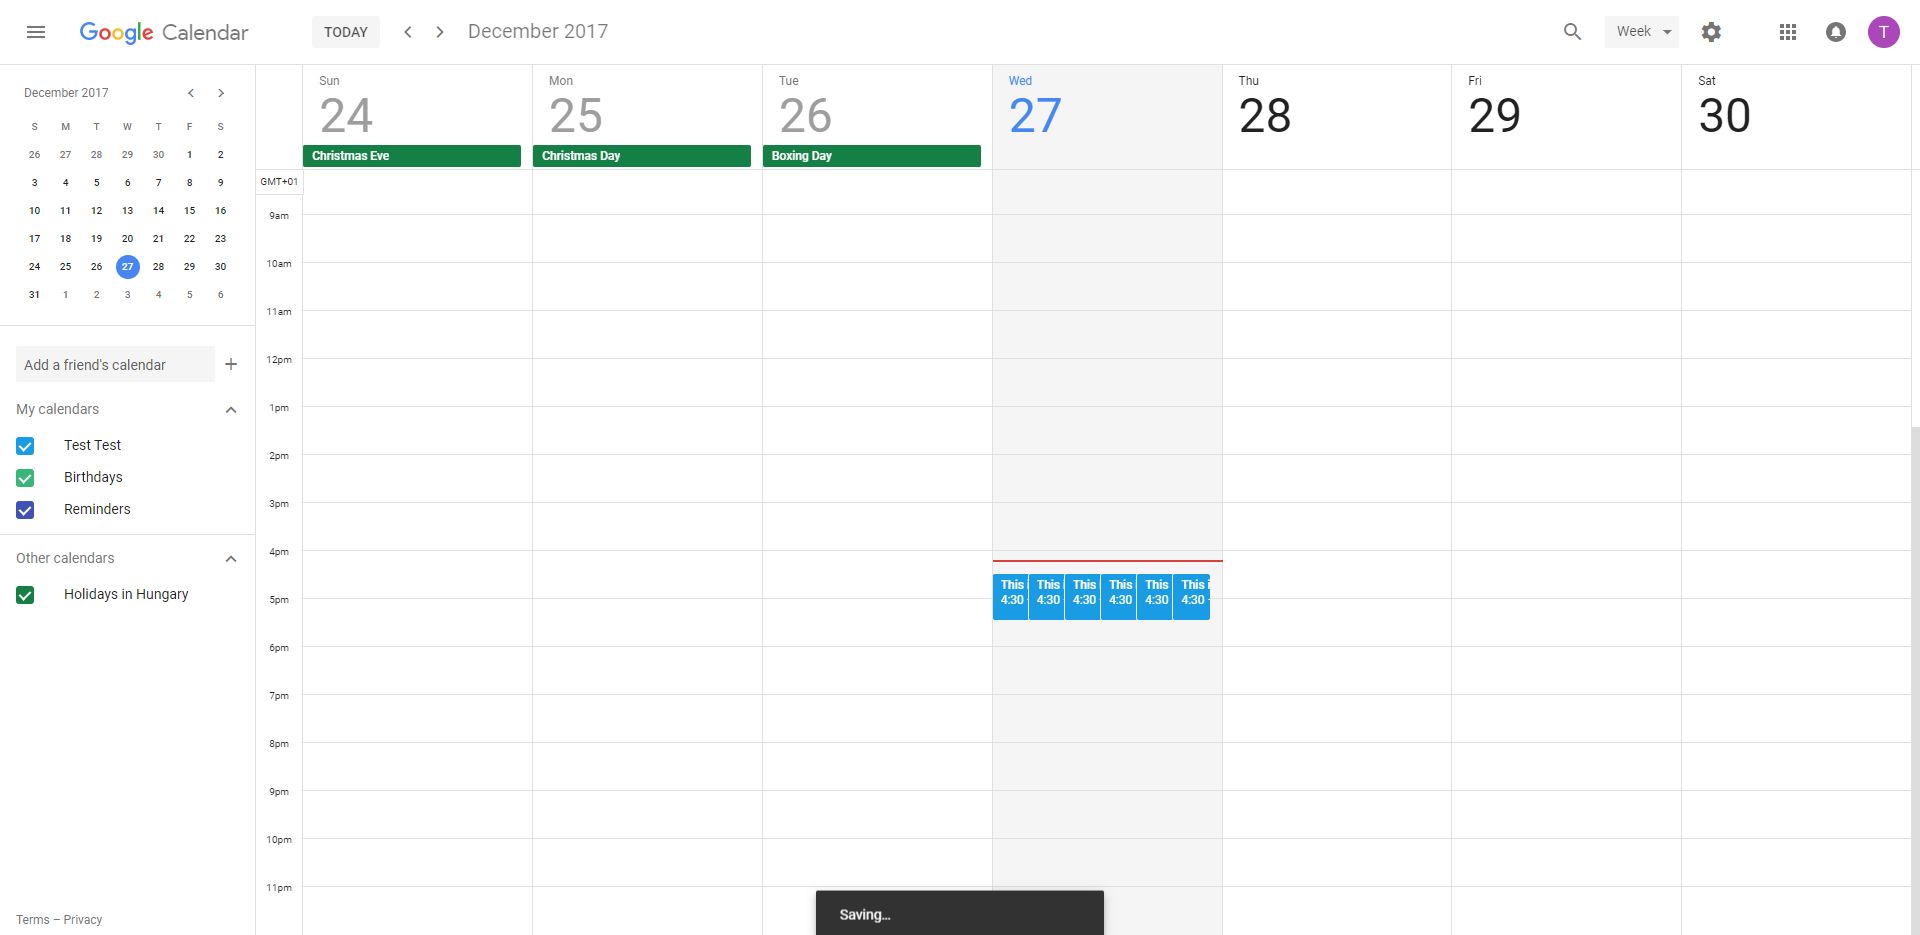 Google Calendar
TODAY
December 2017
Week
T
December 2017
S M T W T F S
26 27 28 29 30 1 2
3 4 5 6 7 8 9
10 11 12 13 14 15 16
17 18 19 20 21 22 23
24 25 26 27 28 29 30
31 1 2 3 4 5 6
Add a friend's calendar
My calendars
Test Test
Birthdays
Reminders
Other calendars
Holidays in Hungary
Terms – Privacy
Sun Mon Tue Wed Thu Fri Sat
24 25 26 27 28 29 30
Christmas Eve Christmas Day Boxing Day
GMT+01
9am
10am
11am
12pm
1pm
2pm
3pm
4pm
This This This This This This
4:30 4:30 4:30 4:30 4:30 4:30
5pm
6pm
7pm
8pm
9pm
10pm
11pm
Saving...